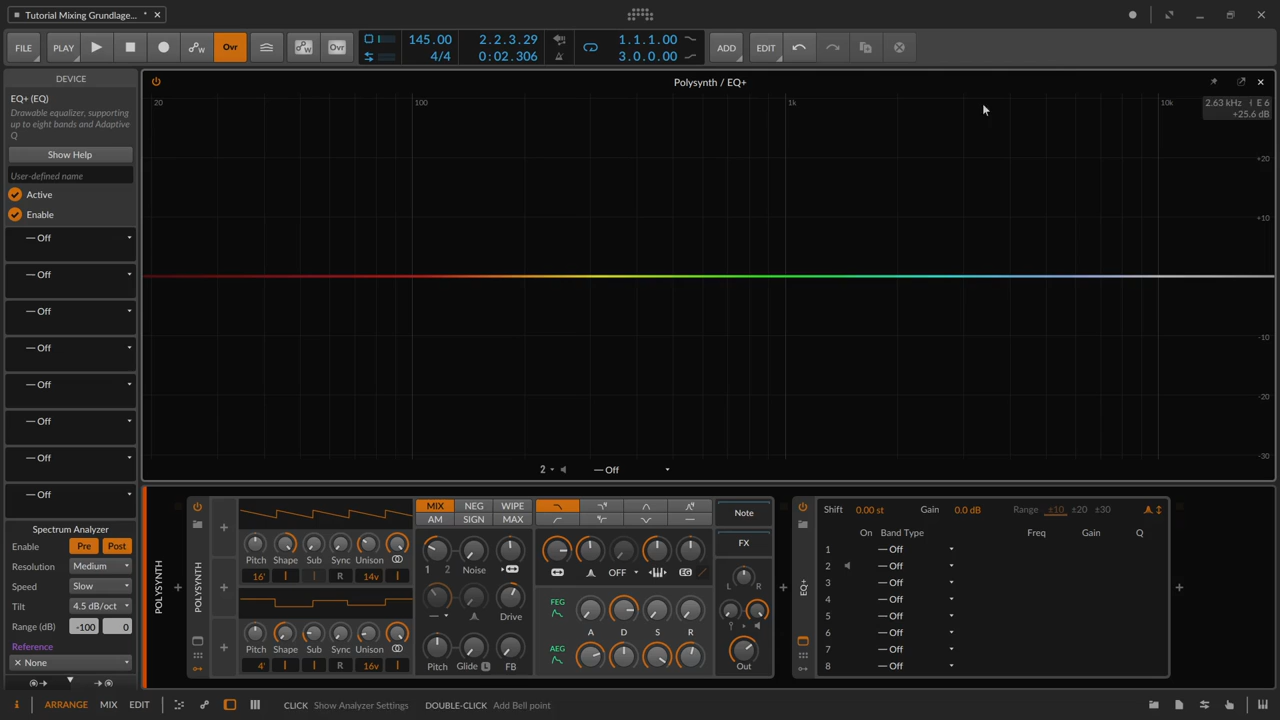 Tutorial Mixing Grundlage... *
FILE PLAY Ovr Ovr 145.00 2.2.3.29 1.1.1.00 ADD EDIT
4/4 0:02.306 3.0.0.00
DEVICE
EQ+ (EQ)
Drawable equalizer, supporting
up to eight bands and Adaptive
Q
Show Help
User-defined name
Active
Enable
Off
Off
Off
Off
Off
Off
Off
Off
Spectrum Analyzer
Enable Pre Post
Resolution Medium
Speed Slow
Tilt 4.5 dB/oct
Range (dB) -100 0
Reference
None
Polysynth / EQ+
20 100 1k 10k
2.63 kHz E 6
+25.6 dB
+20
+10
-10
-20
-30
2 Off
POLYSYNTH
POLYSYNTH
Pitch Shape Sub Sync Unison
16' R 14v
Pitch Shape Sub Sync Unison
4' R 16v
MIX NEG WIPE
AM SIGN MAX
1 2 Noise
Drive
Pitch Glide L FB
OFF EG
FEG
A D S R
AEG
Note
FX
L R
Out
EQ+
Shift 0.00 st Gain 0.0 dB Range ±10 ±20 ±30
On Band Type Freq Gain Q
1 Off
2 Off
3 Off
4 Off
5 Off
6 Off
7 Off
8 Off
ARRANGE MIX EDIT CLICK Show Analyzer Settings DOUBLE-CLICK Add Bell point